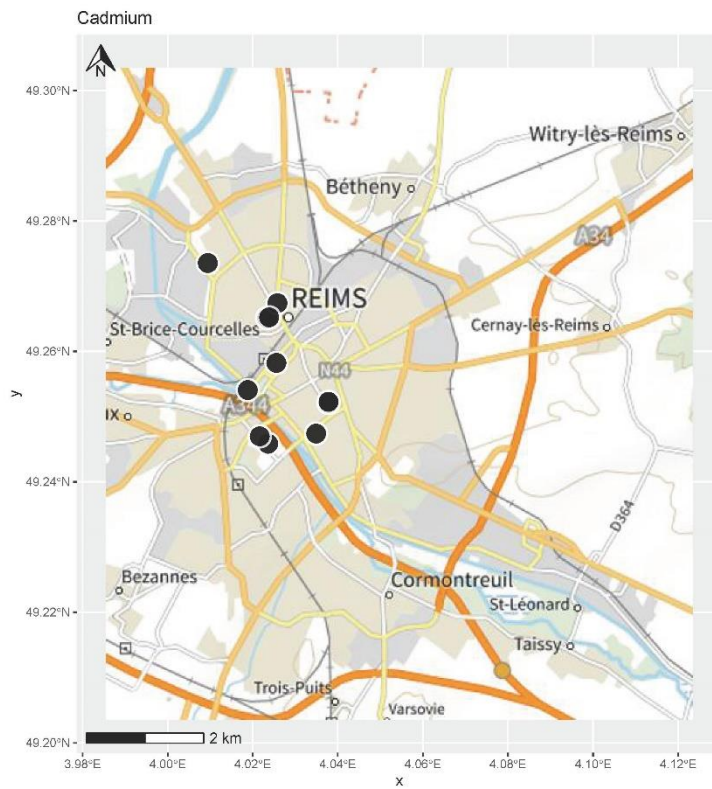 Cadmium
N
49.30°N
Witry-lès-Reims
Bétheny
49.28°N
A34
REIMS
St-Brice-Courcelles
Cernay-lès-Reims
49.26°N
N44
A344
IX
y
49.24°N
D364
Bezannes
Cormontreuil
49.22°N
St-Léonard
Taissy
Trois-Puits
Varsovie
49.20°N
2 km
3.98°E 4.00°E 4.02°E 4.04°E 4.06°E 4.08°E 4.10°E 4.12°E
x